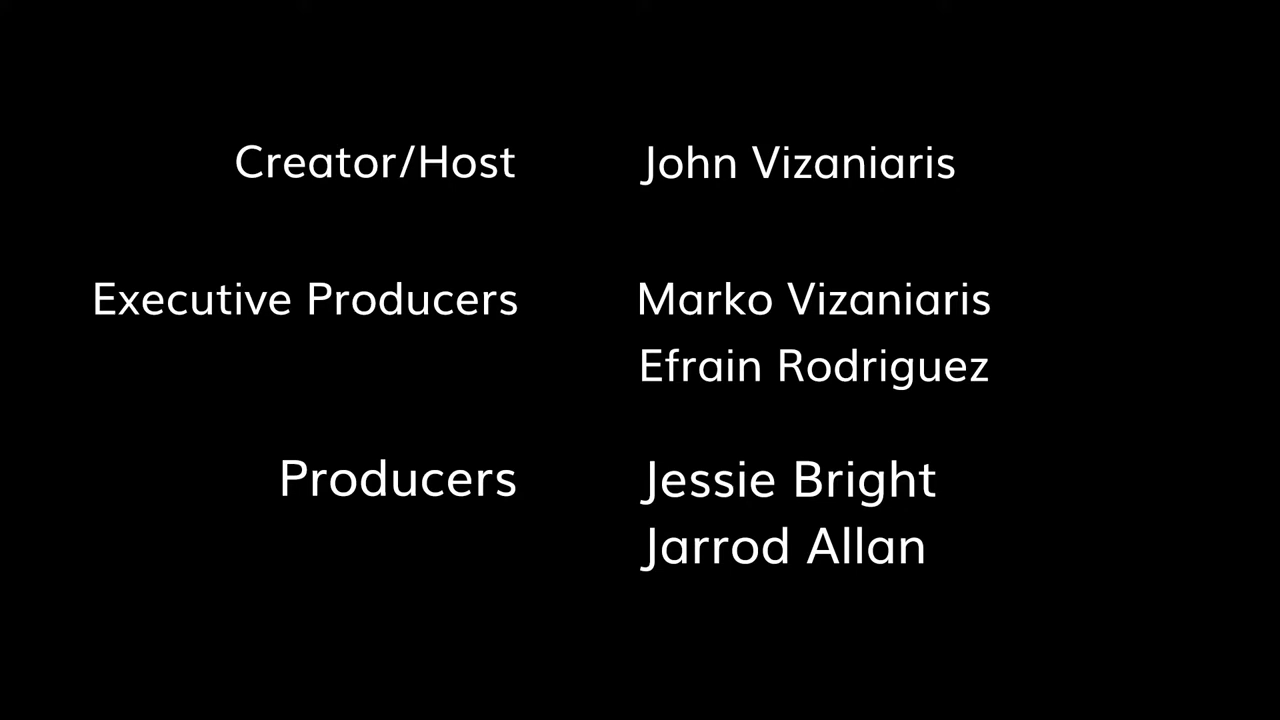 Creator/Host John Vizaniaris
Executive Producers Marko Vizaniaris
Efrain Rodriguez
Producers Jessie Bright
Jarrod Allan